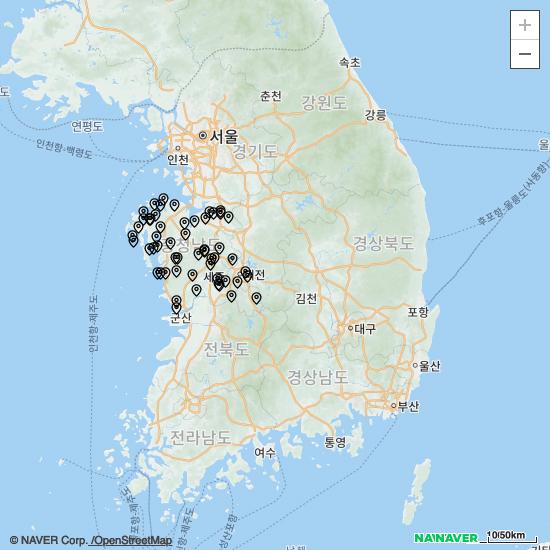 +
−
속초
춘천
강원도
강릉
연평도
서울
인천
경기도
인천항-백령도
후포항-울릉도(사동항)
경상북도
대전
김천
포항
대구
군산
인천항-제주도
전북도
경상남도
울산
부산
전라남도
통영
여수
© NAVER Corp. /OpenStreetMap
NAVER
10/50km